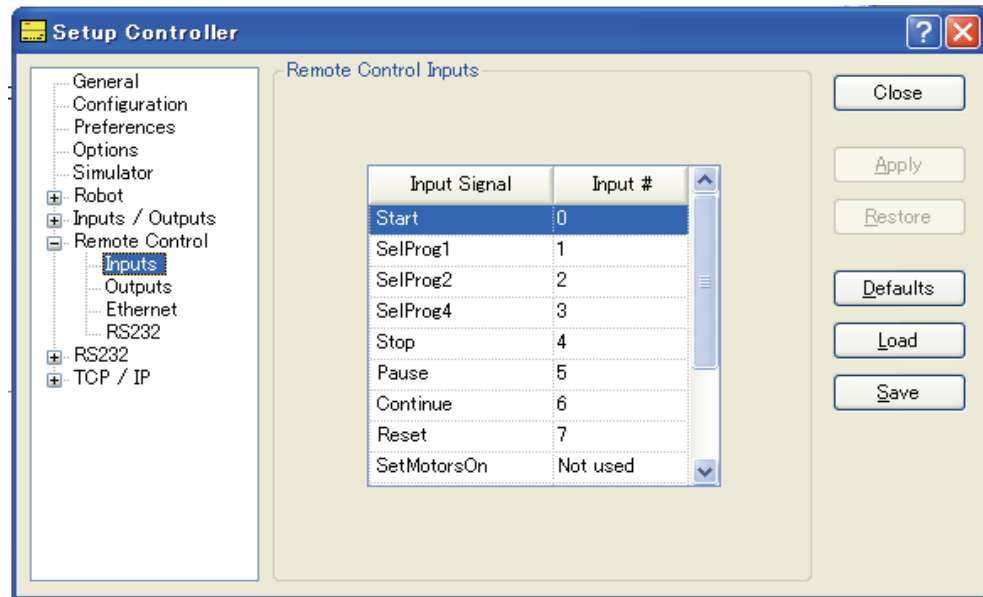 Setup Controller
General
Configuration
Preferences
Options
Simulator
Robot
Inputs / Outputs
Remote Control
Inputs
Outputs
Ethernet
RS232
RS232
TCP / IP
Remote Control Inputs
Input Signal Input #
Start 0
SelProg1 1
SelProg2 2
SelProg4 3
Stop 4
Pause 5
Continue 6
Reset 7
SetMotorsOn Not used
Close
Apply
Restore
Defaults
Load
Save